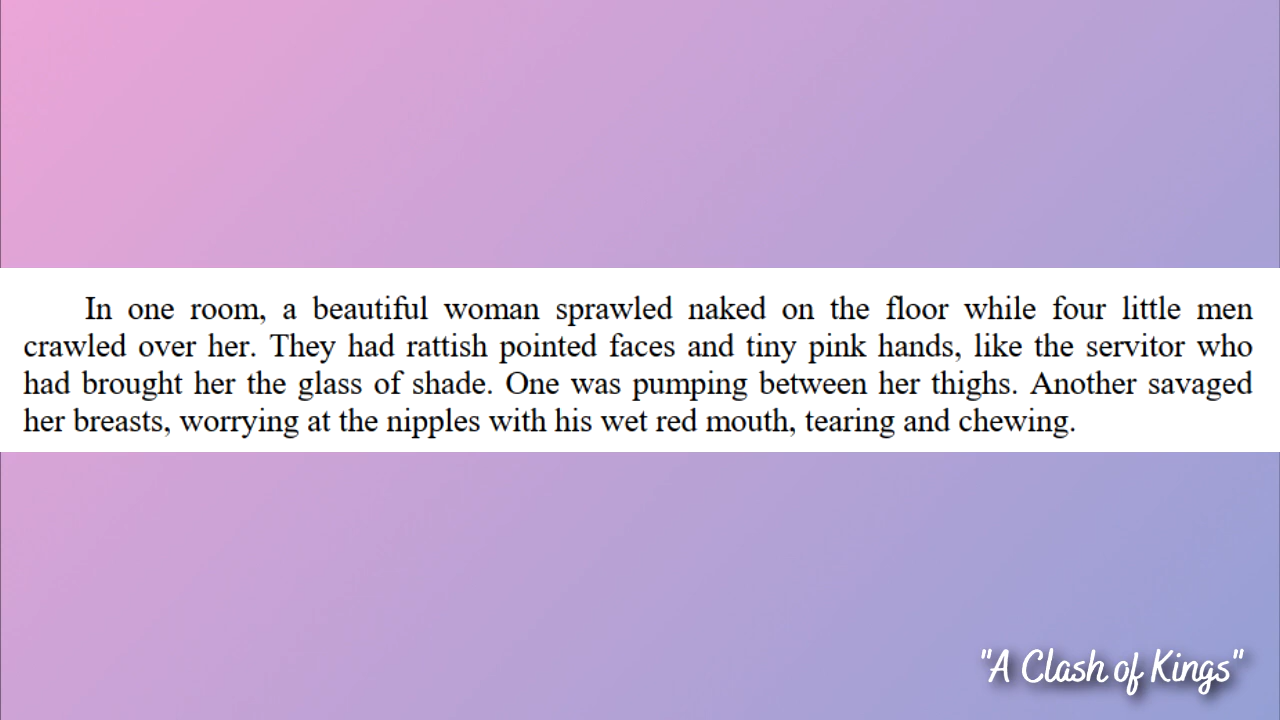 In one room, a beautiful woman sprawled naked on the floor while four little men
crawled over her. They had rattish pointed faces and tiny pink hands, like the servitor who
had brought her the glass of shade. One was pumping between her thighs. Another savaged
her breasts, worrying at the nipples with his wet red mouth, tearing and chewing.
"A Clash of Kings"